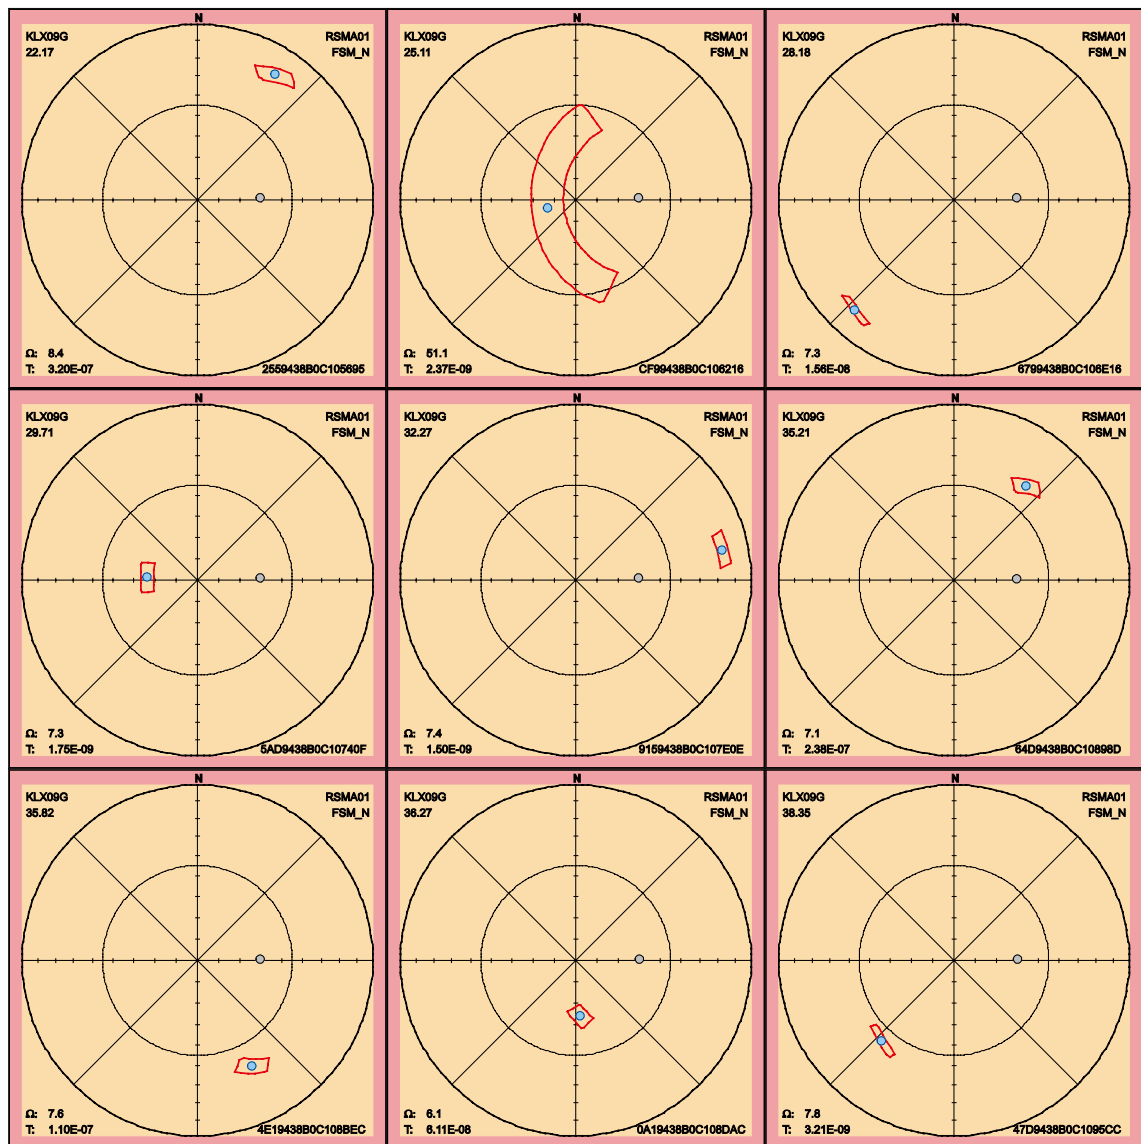 N
KLX09G RSMA01
22.17 FSM_N
Ω: 8.4
T: 3.20E-07 2559438B0C105695
N
KLX09G RSMA01
25.11 FSM_N
Ω: 51.1
T: 2.37E-09 CF99438B0C106216
N
KLX09G RSMA01
28.18 FSM_N
Ω: 7.3
T: 1.56E-08 6799438B0C106E16
N
KLX09G RSMA01
29.71 FSM_N
Ω: 7.3
T: 1.75E-09 5AD9438B0C10740F
N
KLX09G RSMA01
32.27 FSM_N
Ω: 7.4
T: 1.50E-09 9159438B0C107E0E
N
KLX09G RSMA01
35.21 FSM_N
Ω: 7.1
T: 2.38E-07 64D9438B0C10898D
N
KLX09G RSMA01
35.82 FSM_N
Ω: 7.6
T: 1.10E-07 4E19438B0C108BEC
N
KLX09G RSMA01
36.27 FSM_N
Ω: 6.1
T: 6.11E-08 0A19438B0C108DAC
N
KLX09G RSMA01
38.35 FSM_N
Ω: 7.8
T: 3.21E-09 47D9438B0C1095CC